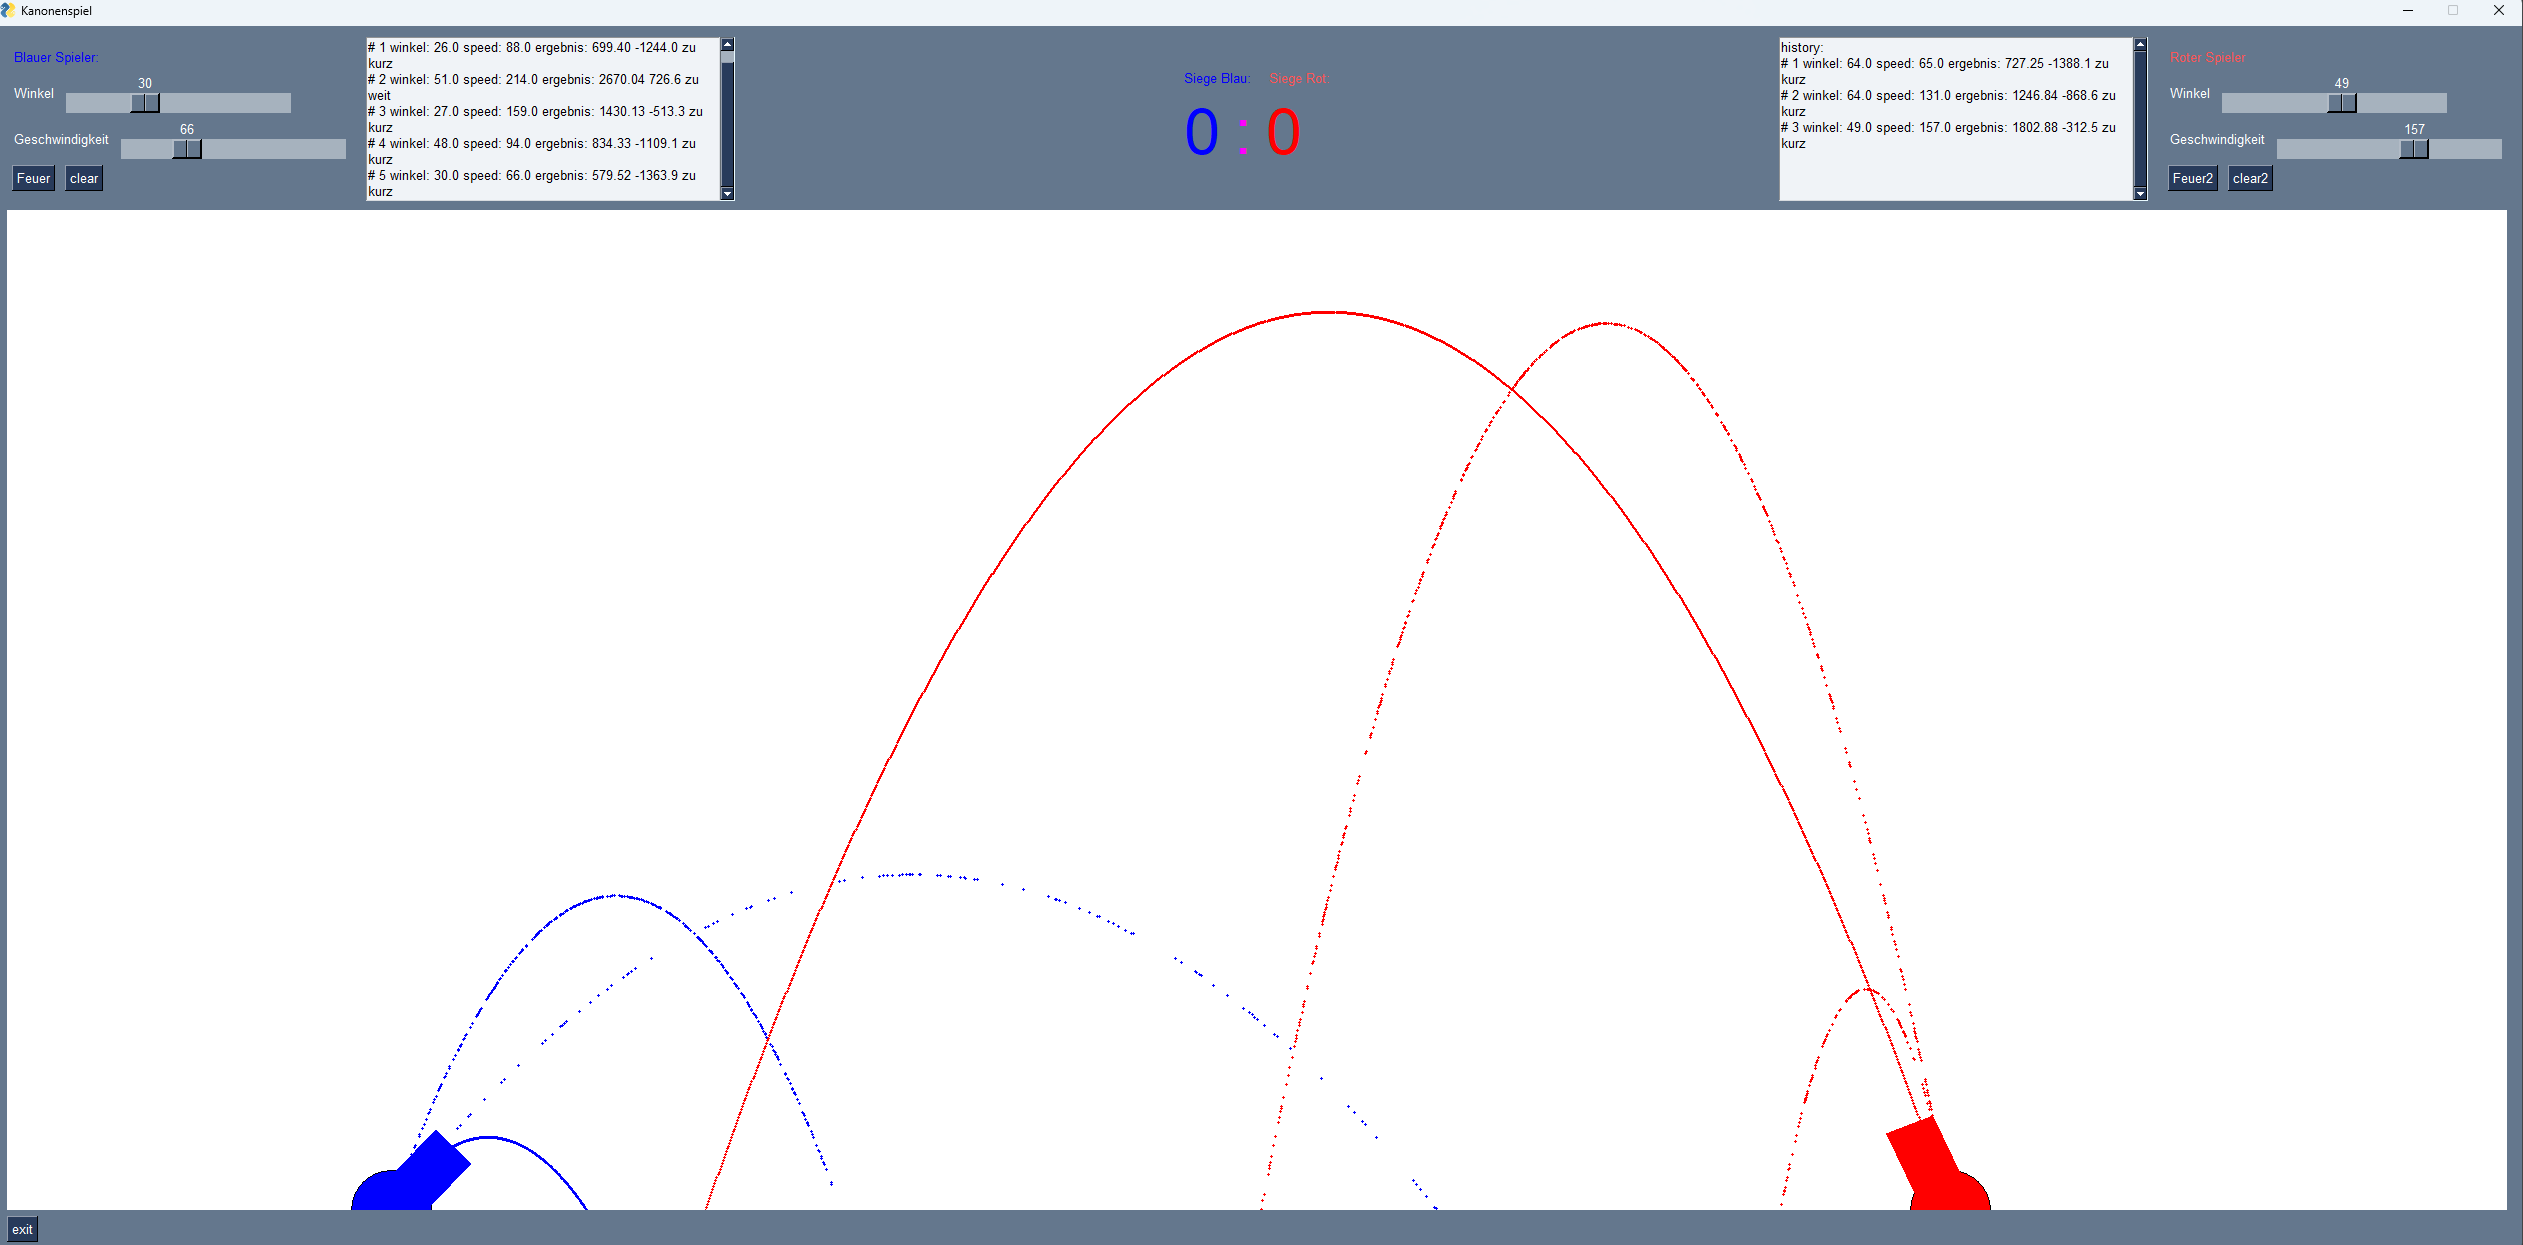 Kanonenspiel
Blauer Spieler:
30
Winkel
66
Geschwindigkeit
Feuer clear
# 1 winkel: 26.0 speed: 88.0 ergebnis: 699.40 -1244.0 zu
kurz
# 2 winkel: 51.0 speed: 214.0 ergebnis: 2670.04 726.6 zu
weit
# 3 winkel: 27.0 speed: 159.0 ergebnis: 1430.13 -513.3 zu
kurz
# 4 winkel: 48.0 speed: 94.0 ergebnis: 834.33 -1109.1 zu
kurz
# 5 winkel: 30.0 speed: 66.0 ergebnis: 579.52 -1363.9 zu
kurz
Siege Blau: Siege Rot:
0 : 0
history:
# 1 winkel: 64.0 speed: 65.0 ergebnis: 727.25 -1388.1 zu
kurz
# 2 winkel: 64.0 speed: 131.0 ergebnis: 1246.84 -868.6 zu
kurz
# 3 winkel: 49.0 speed: 157.0 ergebnis: 1802.88 -312.5 zu
kurz
Roter Spieler
49
Winkel
157
Geschwindigkeit
Feuer2 clear2
exit